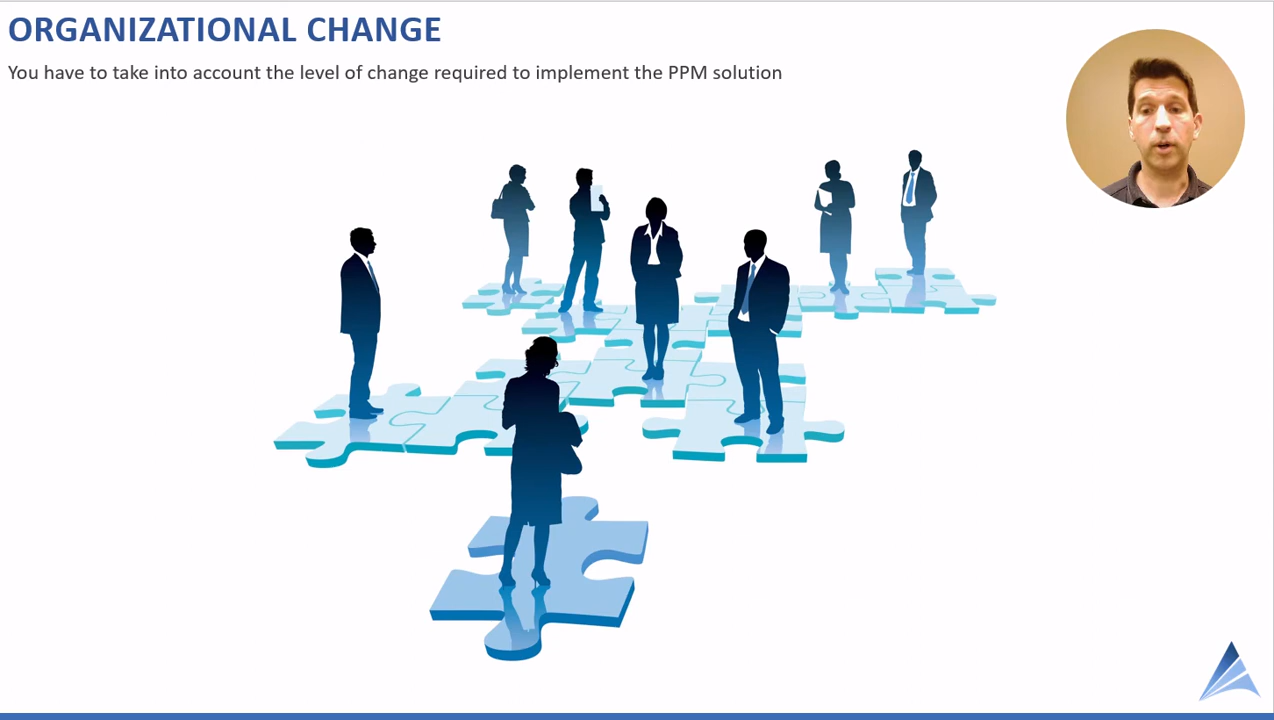 ORGANIZATIONAL CHANGE
You have to take into account the level of change required to implement the PPM solution